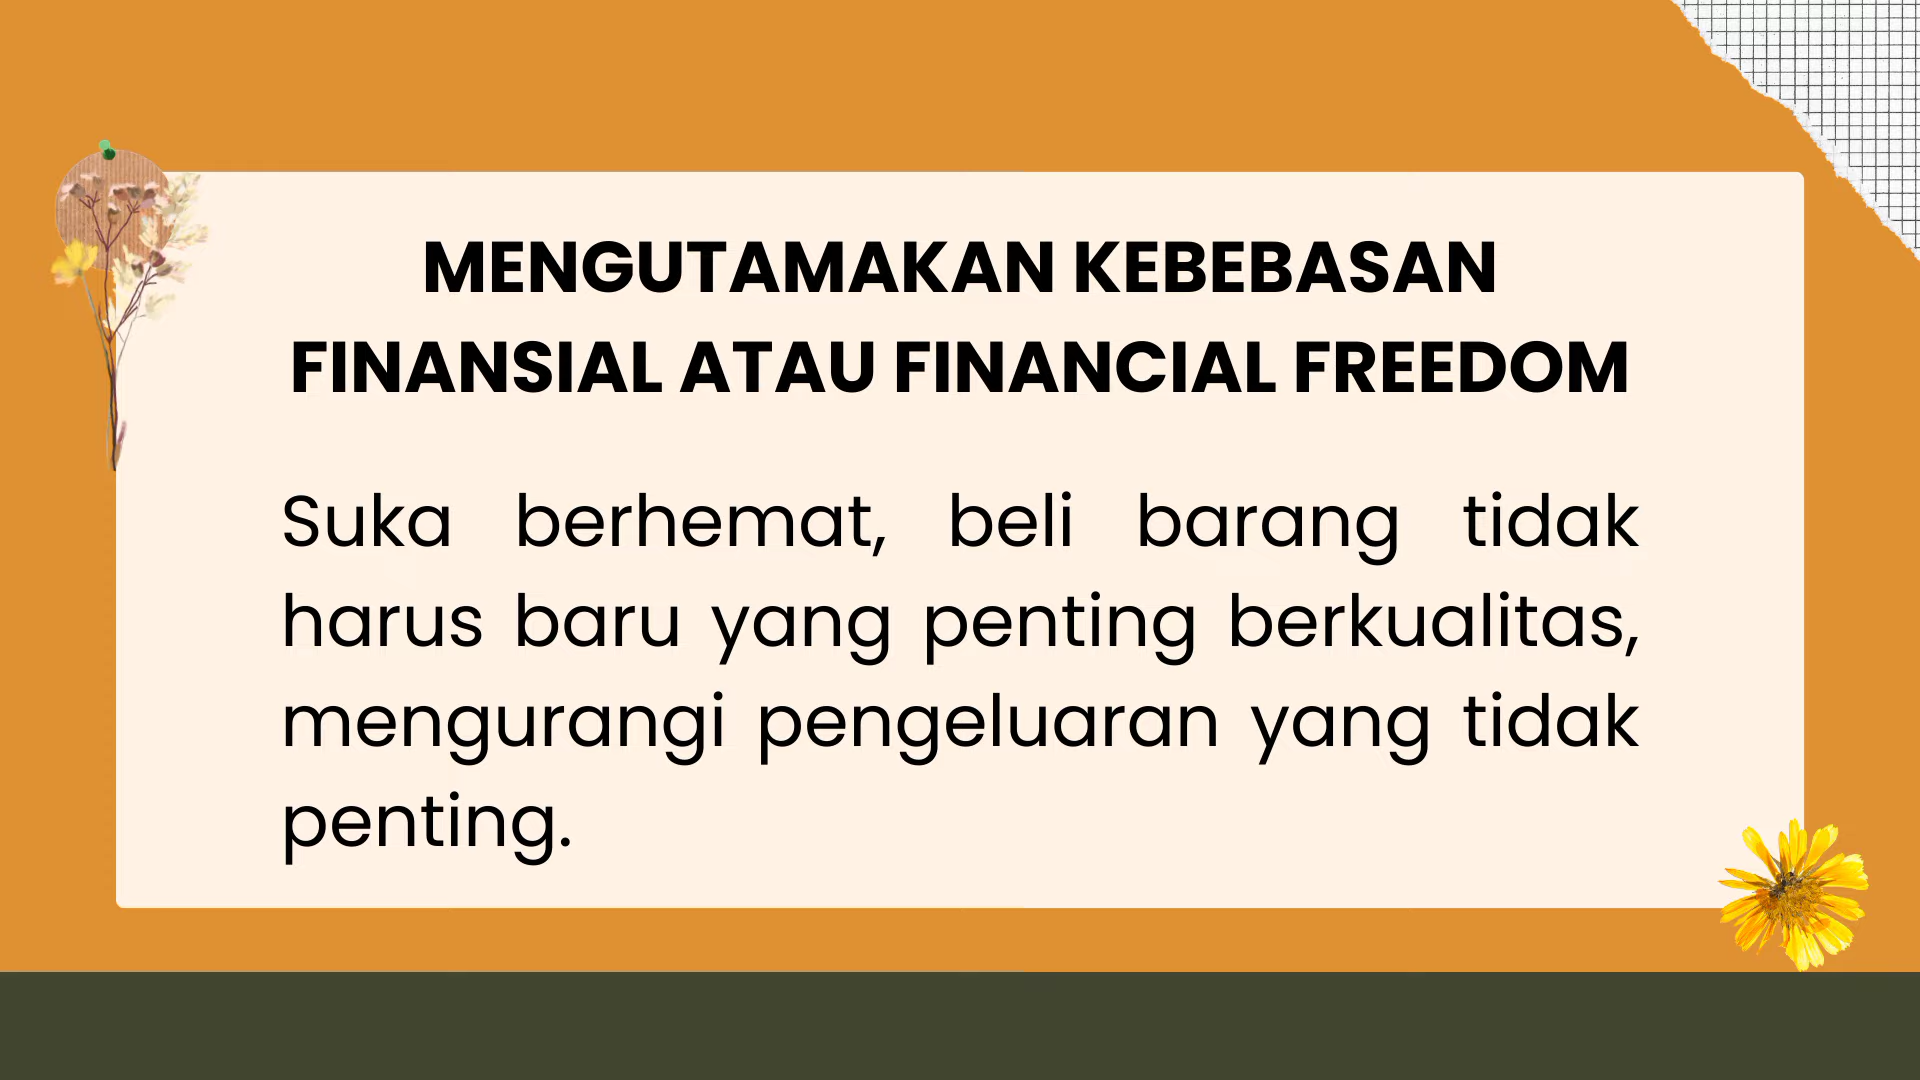 MENGUTAMAKAN KEBEBASAN
FINANSIAL ATAU FINANCIAL FREEDOM
Suka berhemat, beli barang tidak
harus baru yang penting berkualitas,
mengurangi pengeluaran yang tidak
penting.